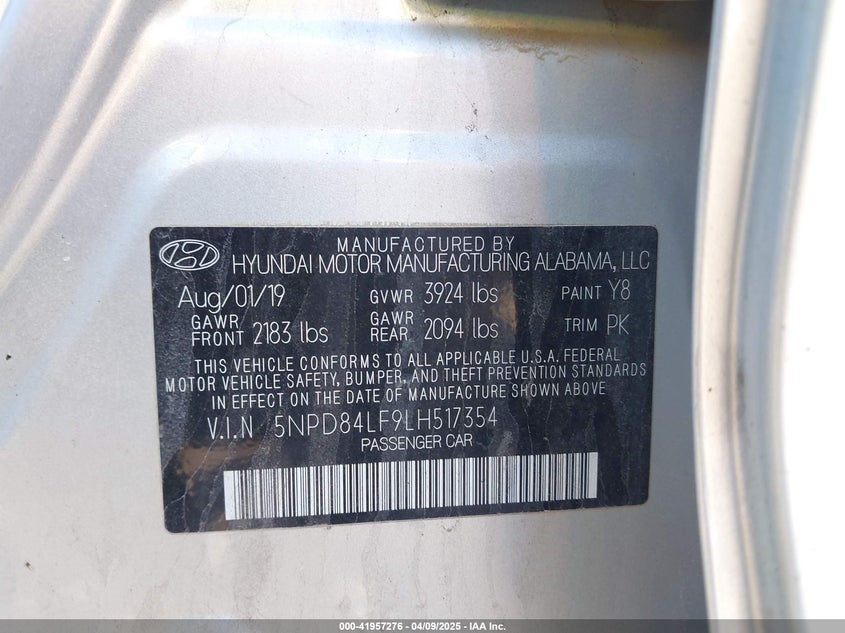 MANUFACTURED BY
HYUNDAI MOTOR MANUFACTURING ALABAMA, LLC
Aug/01/19 GVWR 3924 lbs PAINT Y8
GAWR FRONT 2183 lbs GAWR REAR 2094 lbs TRIM PK
THIS VEHICLE CONFORMS TO ALL APPLICABLE U.S.A. FEDERAL
MOTOR VEHICLE SAFETY, BUMPER, AND THEFT PREVENTION STANDARDS
IN EFFECT ON THE DATE OF MANUFACTURE SHOWN ABOVE
V.I.N 5NPD84LF9LH517354
PASSENGER CAR
000-41957276 - 04/09/2025 - IAA Inc.